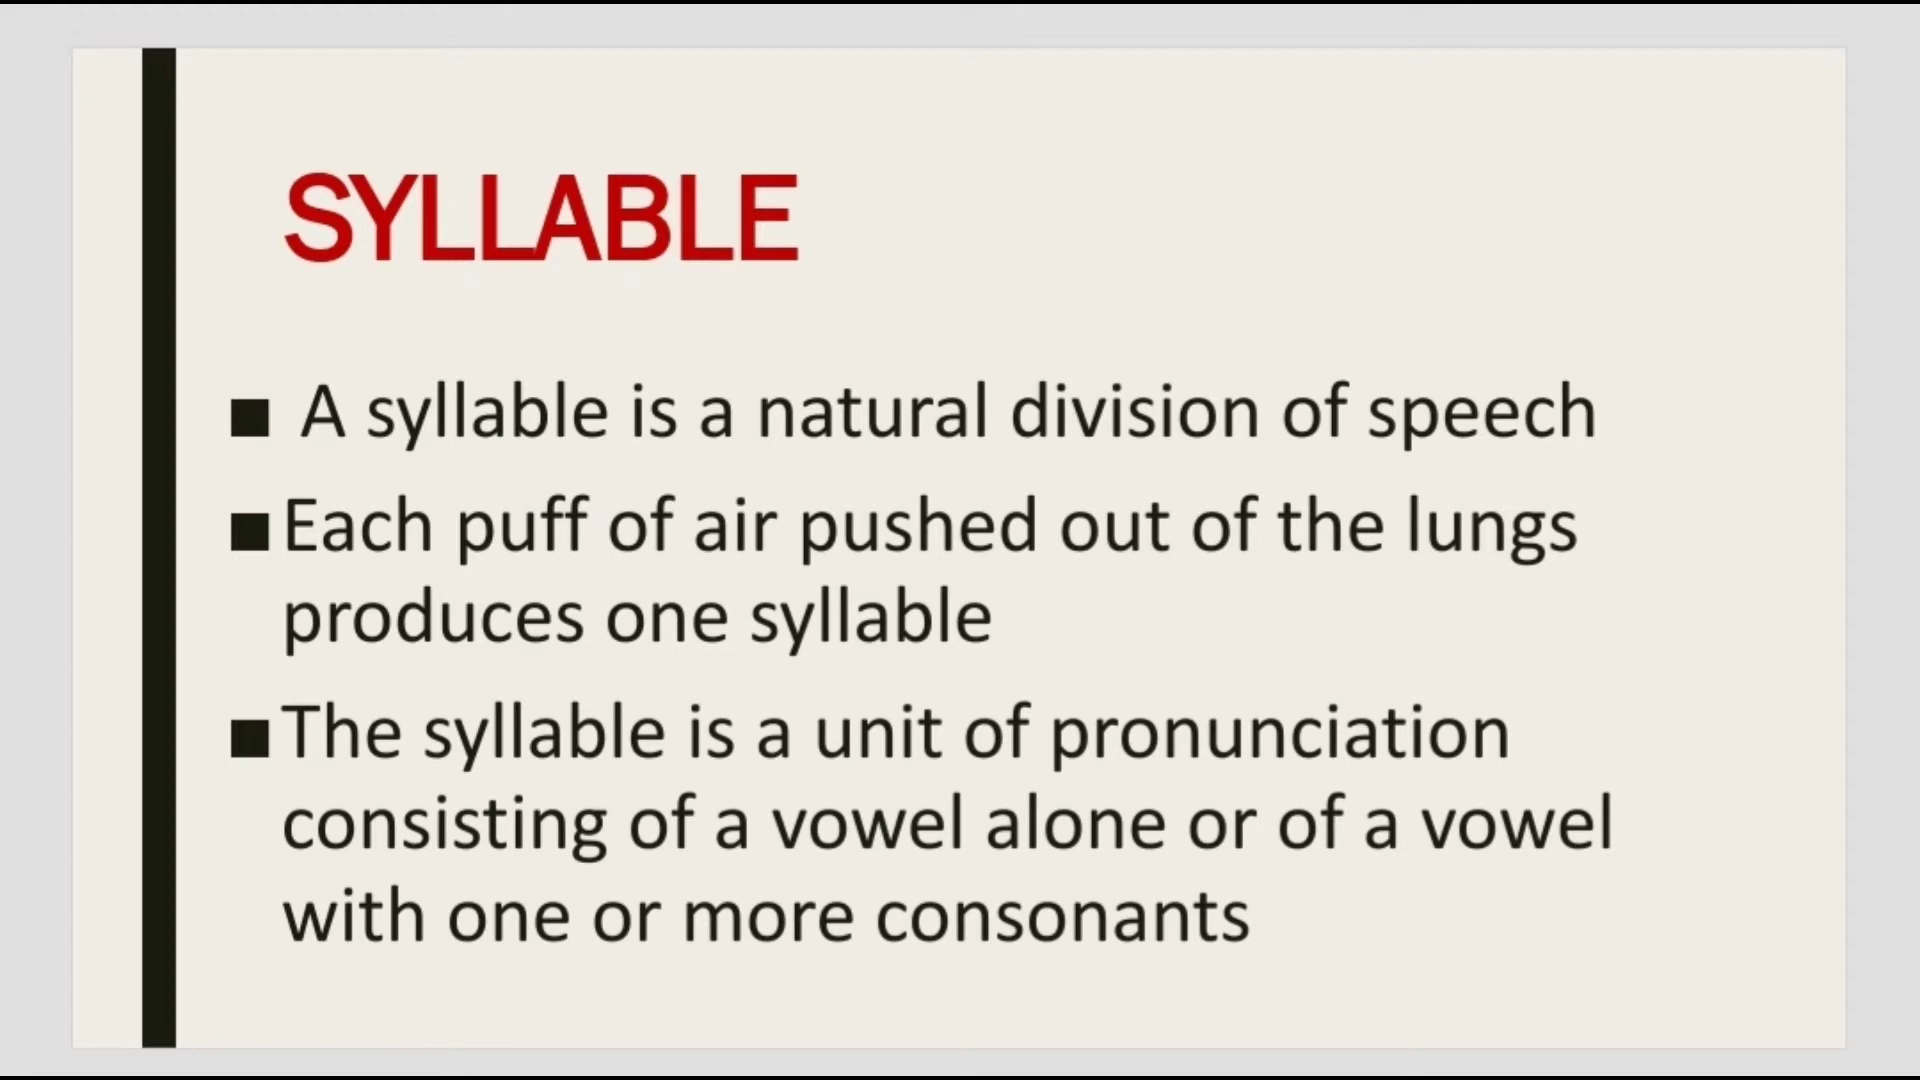 SYLLABLE
■ A syllable is a natural division of speech
■ Each puff of air pushed out of the lungs
produces one syllable
■ The syllable is a unit of pronunciation
consisting of a vowel alone or of a vowel
with one or more consonants